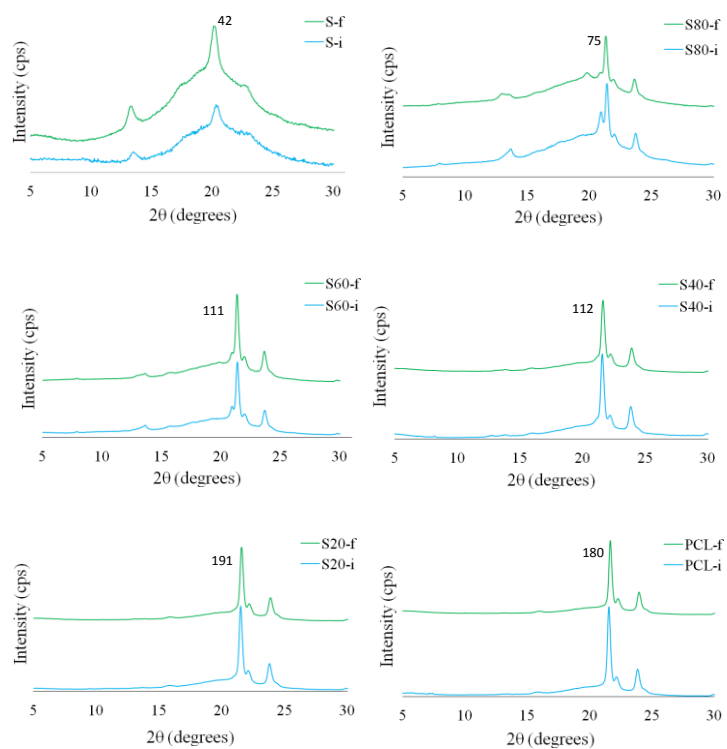 42
S-f
S-i
Intensity (cps)
5 10 15 20 25 30
2θ (degrees)
75
S80-f
S80-i
Intensity (cps)
5 10 15 20 25 30
2θ (degrees)
111
S60-f
S60-i
Intensity (cps)
5 10 15 20 25 30
2θ (degrees)
112
S40-f
S40-i
Intensity (cps)
5 10 15 20 25 30
2θ (degrees)
191
S20-f
S20-i
Intensity (cps)
5 10 15 20 25 30
2θ (degrees)
180
PCL-f
PCL-i
Intensity (cps)
5 10 15 20 25 30
2θ (degrees)